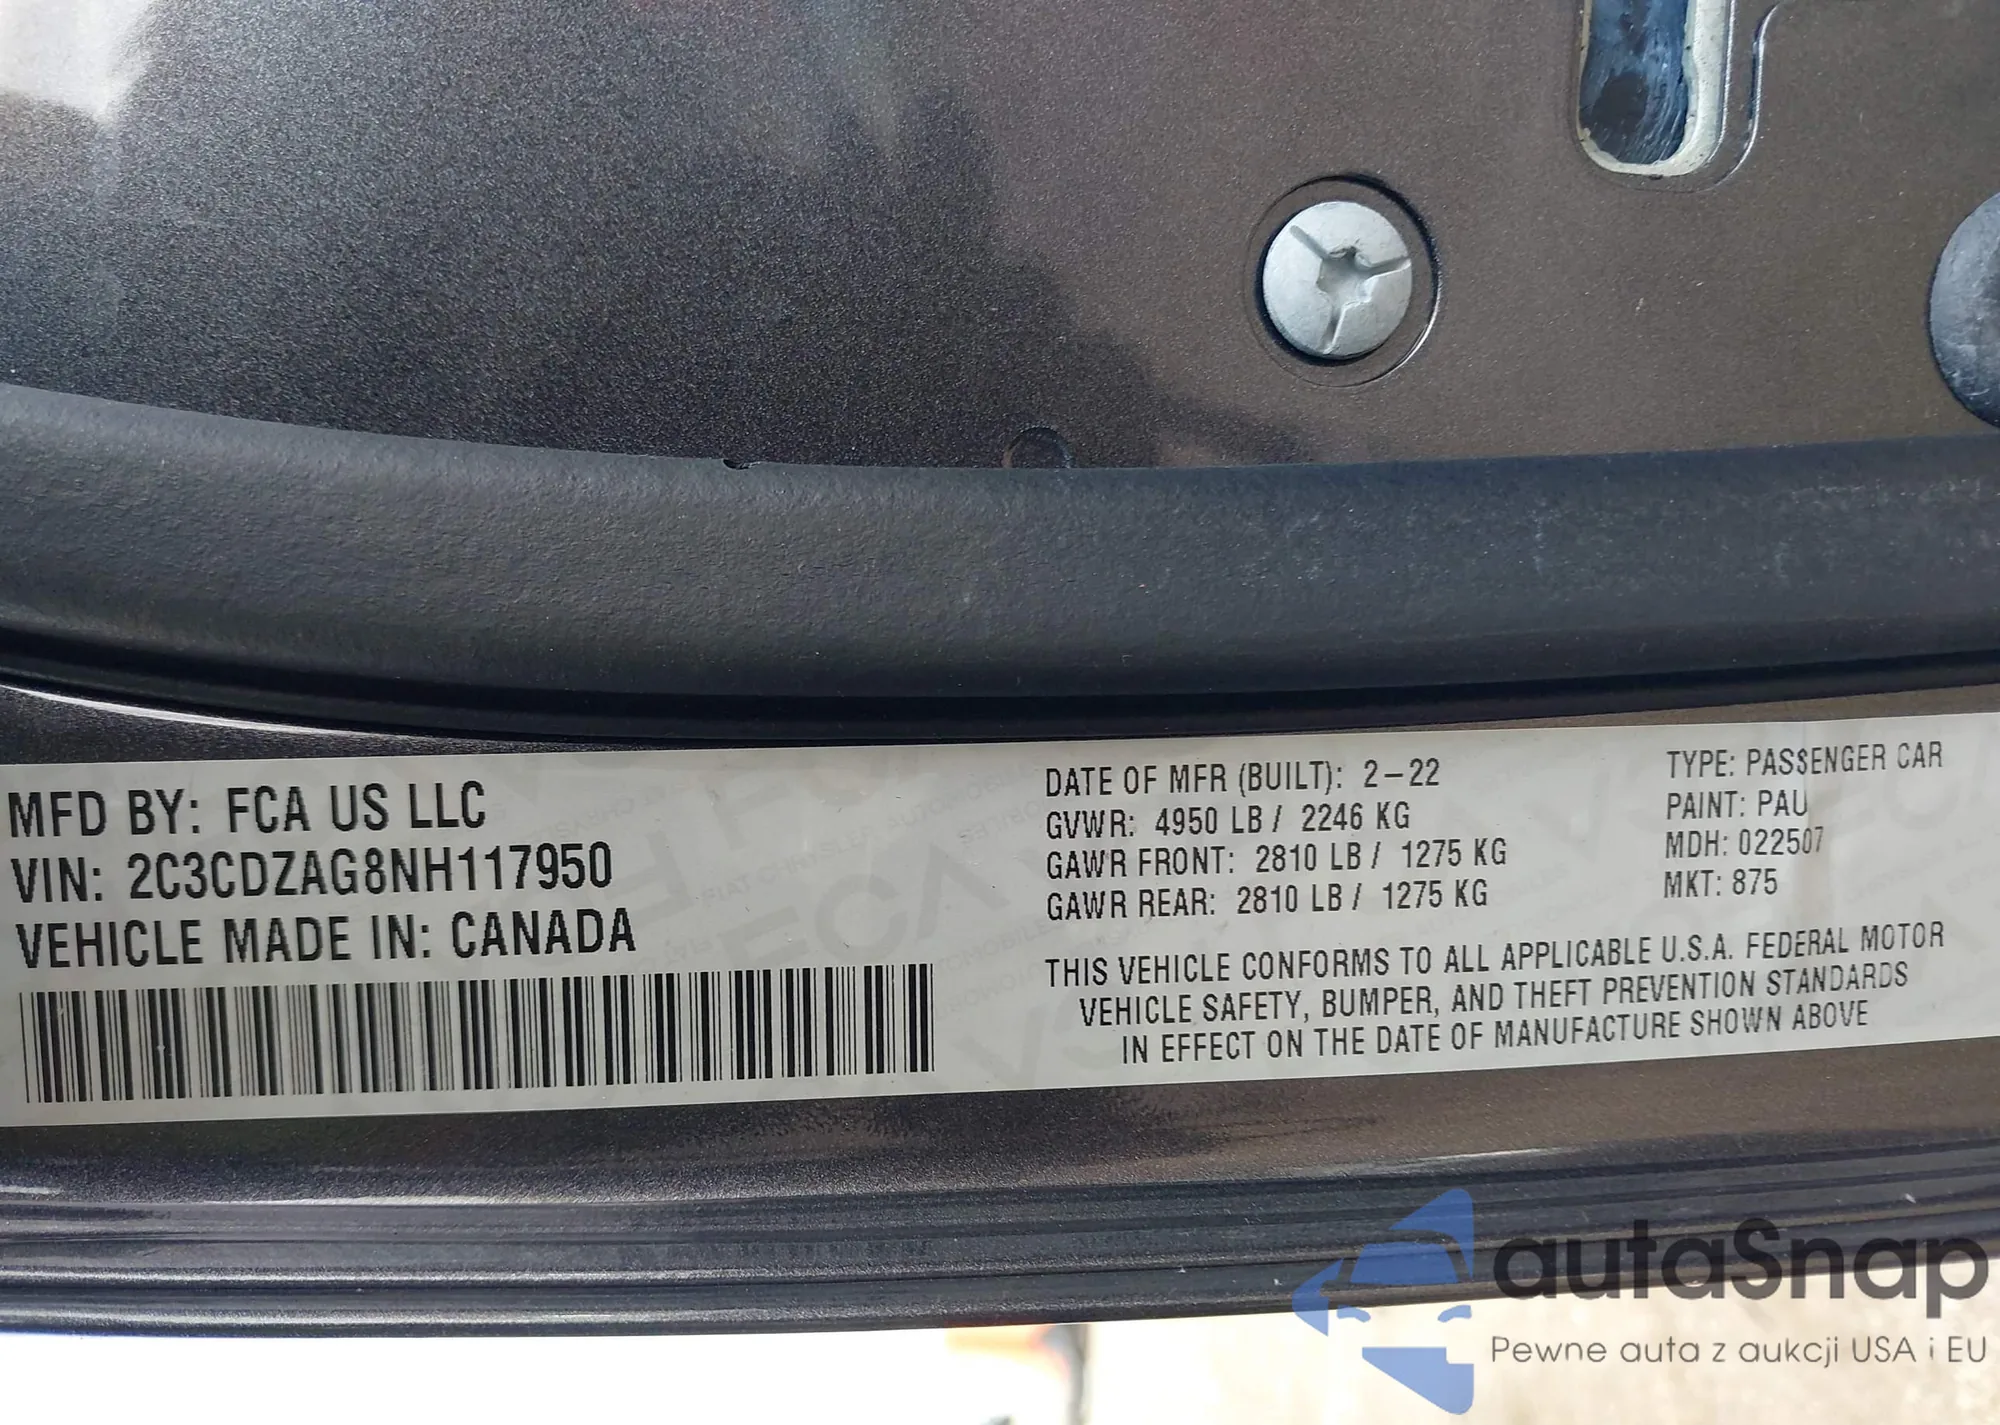 MFD BY: FCA US LLC
VIN: 2C3CDZAG8NH117950
VEHICLE MADE IN: CANADA
DATE OF MFR (BUILT): 2-22
GVWR: 4950 LB / 2246 KG
GAWR FRONT: 2810 LB / 1275 KG
GAWR REAR: 2810 LB / 1275 KG
TYPE: PASSENGER CAR
PAINT: PAU
MDH: 022507
MKT: 875
THIS VEHICLE CONFORMS TO ALL APPLICABLE U.S.A. FEDERAL MOTOR
VEHICLE SAFETY, BUMPER, AND THEFT PREVENTION STANDARDS
IN EFFECT ON THE DATE OF MANUFACTURE SHOWN ABOVE
autaSnap
Pewne auta z aukcji USA i EU